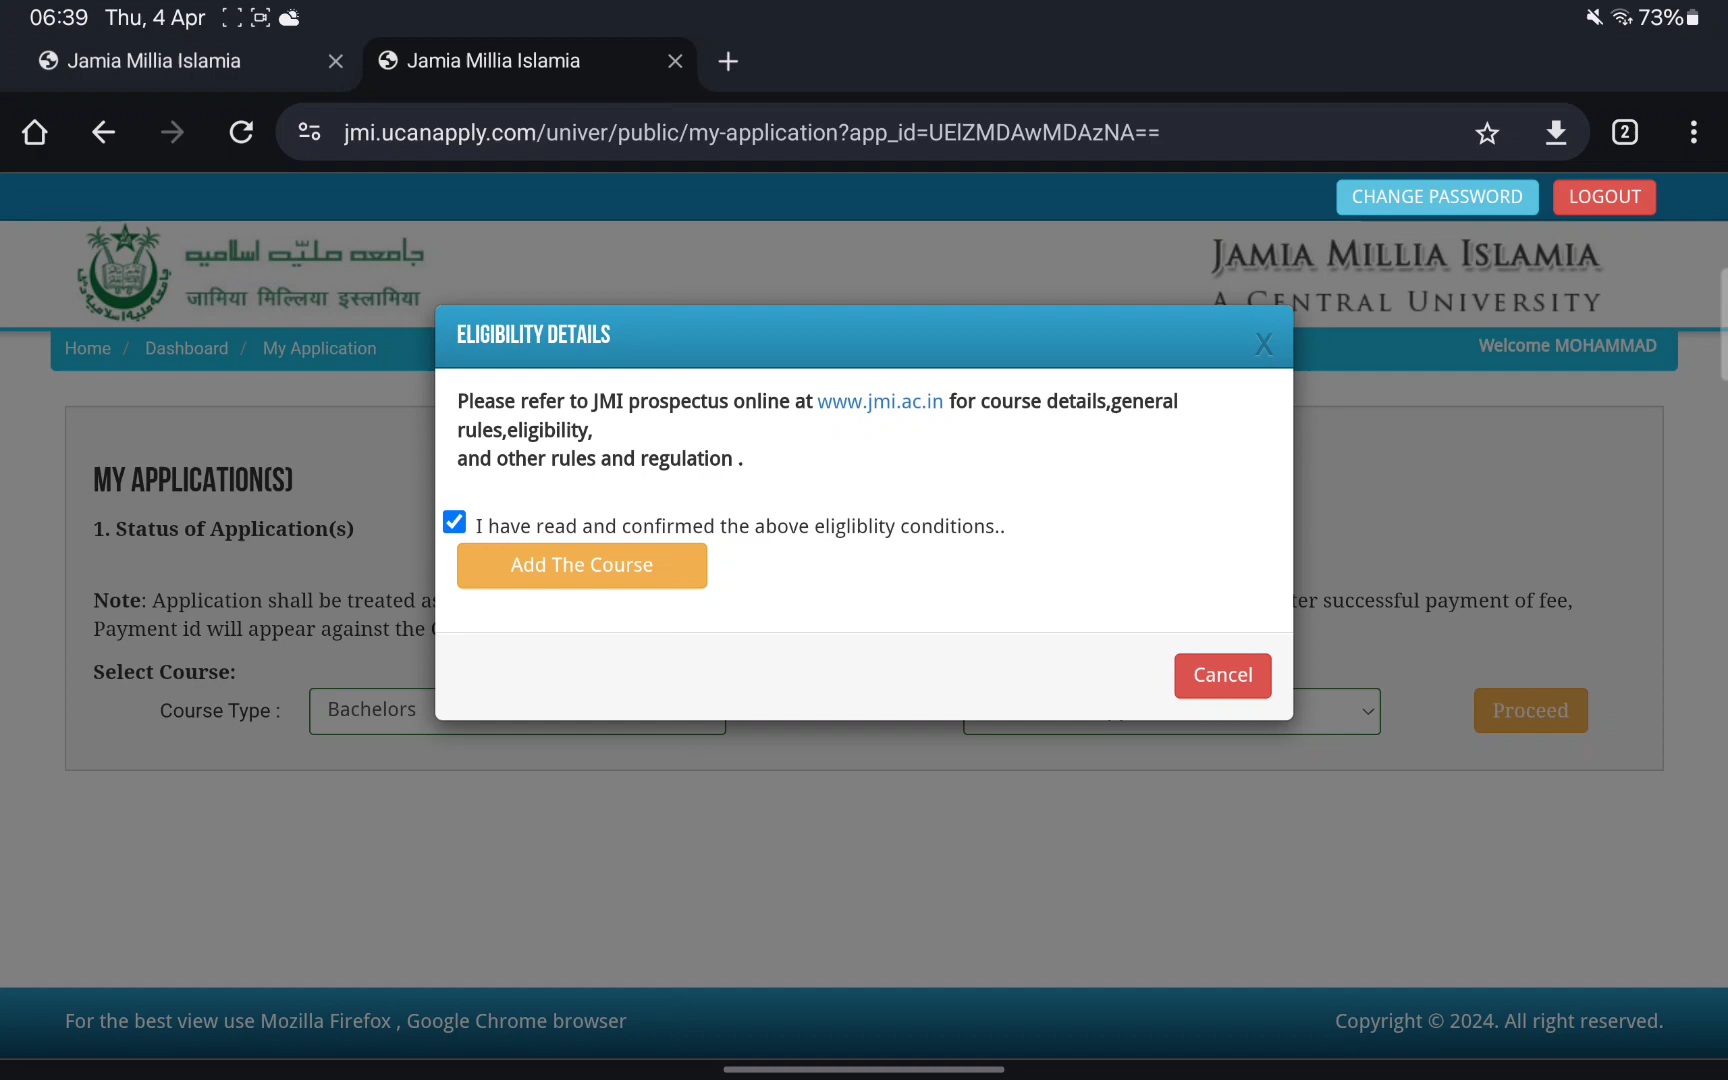 06:39 Thu, 4 Apr 73%
Jamia Millia Islamia Jamia Millia Islamia
jmi.ucanapply.com/univer/public/my-application?app_id=UElZMDAwMDAzNA== 2
CHANGE PASSWORD LOGOUT
جامعه ملیّہ اسلامیه
जामिया मिल्लिया इस्लामिया
JAMIA MILLIA ISLAMIA
A CENTRAL UNIVERSITY
Home / Dashboard / My Application Welcome MOHAMMAD
ELIGIBILITY DETAILS X
Please refer to JMI prospectus online at www.jmi.ac.in for course details,general
rules,eligibility,
and other rules and regulation .
I have read and confirmed the above eligliblity conditions..
Add The Course
Cancel
MY APPLICATION(S)
1. Status of Application(s)
Note: Application shall be treated successful payment of fee,
Payment id will appear against the
Select Course:
Course Type : Bachelors Proceed
For the best view use Mozilla Firefox , Google Chrome browser Copyright © 2024. All right reserved.